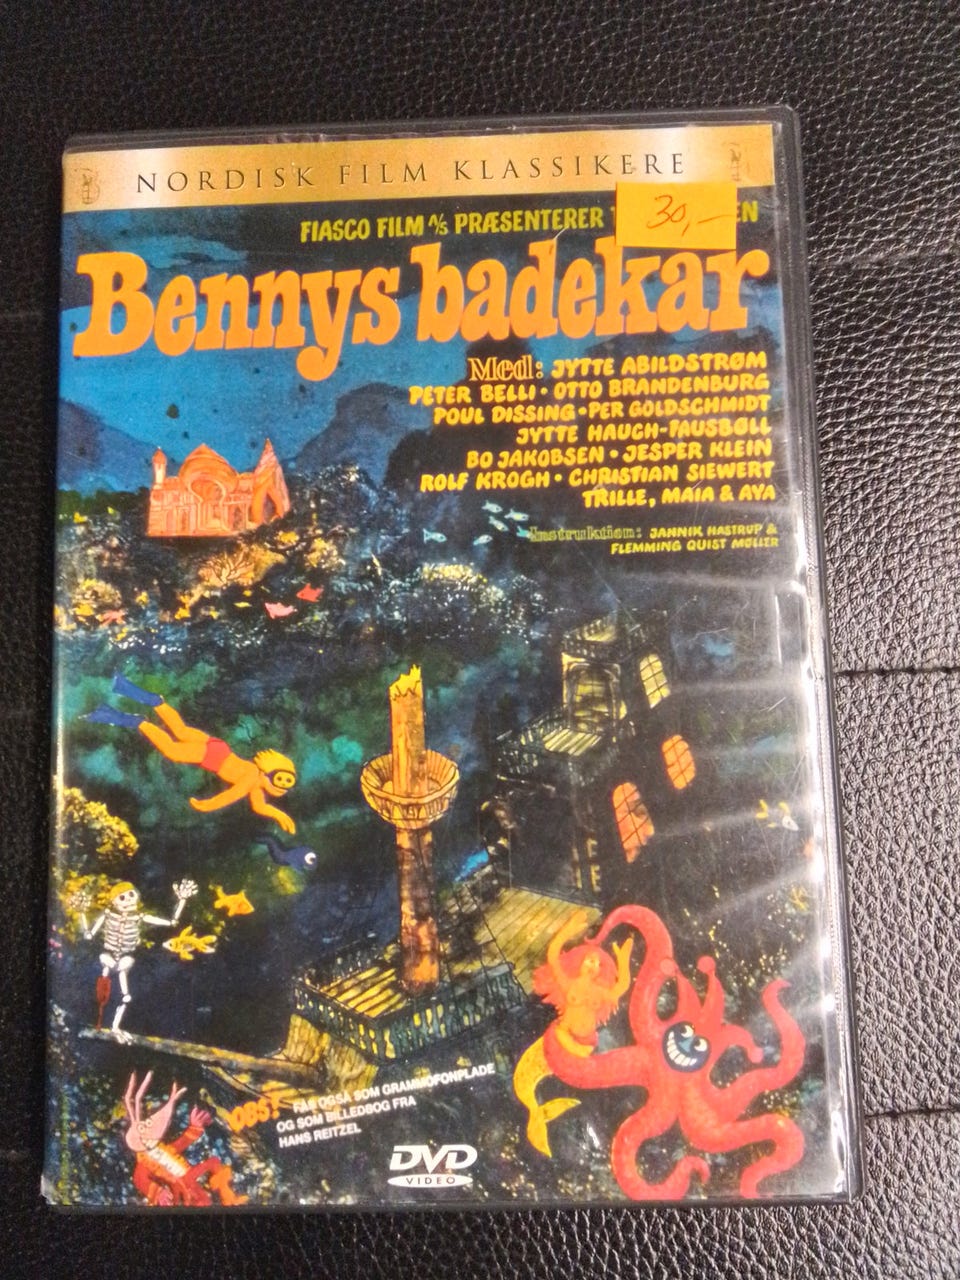 NORDISK FILM KLASSIKERE
FIASCO FILM A/S PRÆSENTERER
EN
30,-
Bennys badekar
Med: JYTTE ABILDSTRØM
PETER BELLI • OTTO BRANDENBURG
POUL DISSING • PER GOLDSCHMIDT
JYTTE HAUCH-FAUSBØLL
BO JAKOBSEN • JESPER KLEIN
ROLF KROGH • CHRISTIAN SIEWERT
TRILLE, MAIA & AYA
Instruktion: JANNIK HASTRUP &
FLEMMING QUIST MØLLER
OBS! FÅS OGSÅ SOM GRAMMOFONPLADE
OG SOM BILLEDBOG FRA
HANS REITZEL
DVD
VIDEO